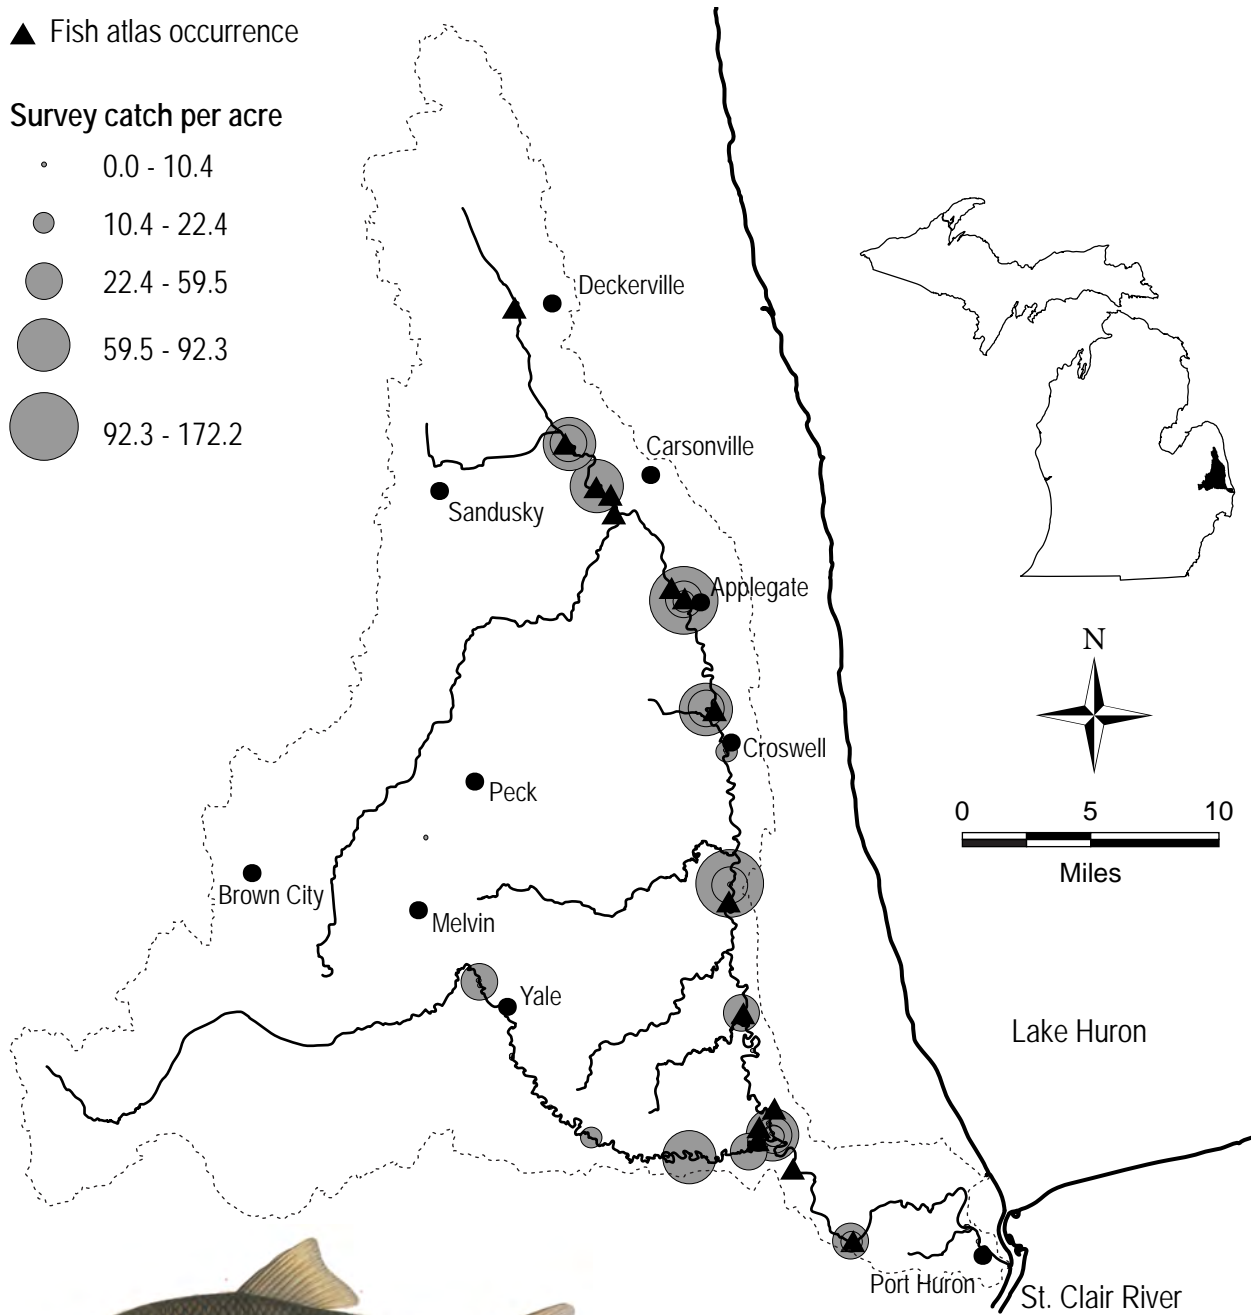 Fish atlas occurrence
Survey catch per acre
0.0 - 10.4
10.4 - 22.4
22.4 - 59.5
59.5 - 92.3
92.3 - 172.2
Deckerville
Carsonville
Sandusky
Applegate
N
Croswell
Peck
0 5 10
Miles
Brown City
Melvin
Yale
Lake Huron
Port Huron
St. Clair River